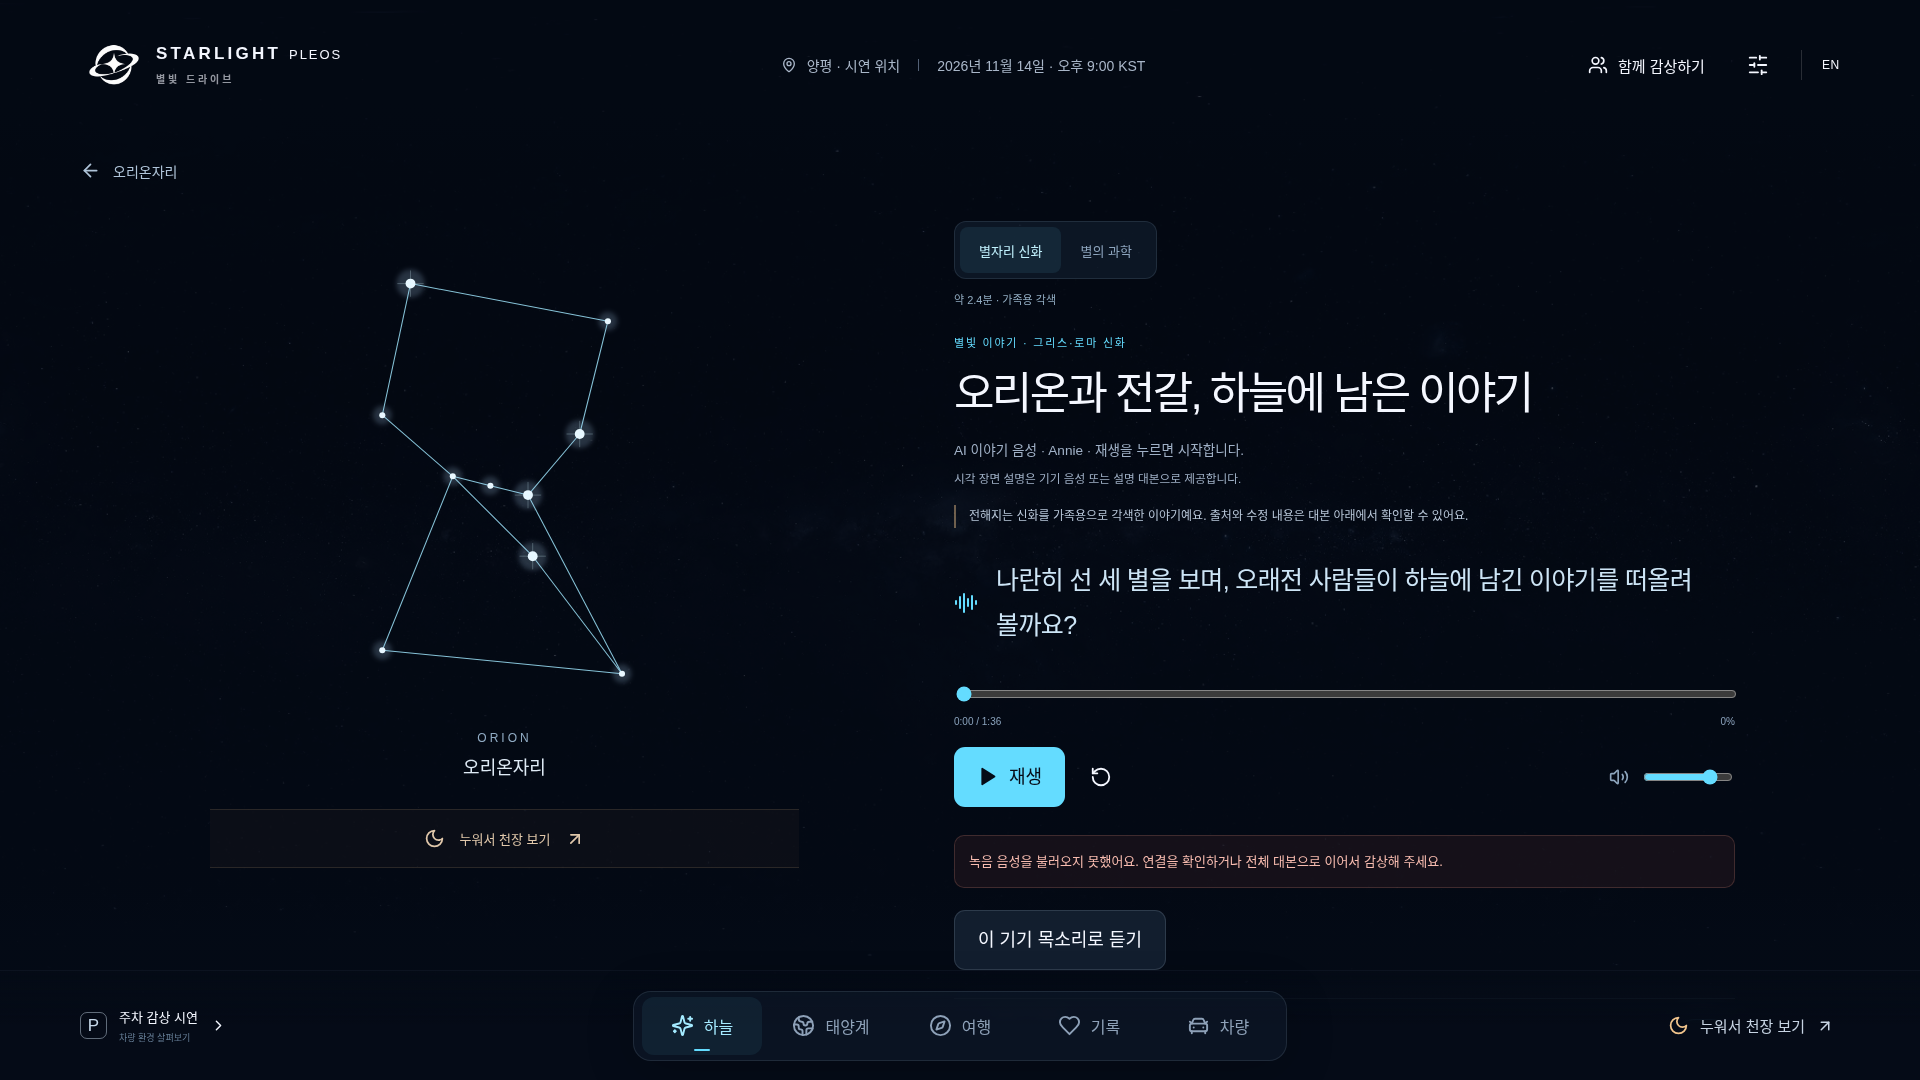 STARLIGHT PLEOS
별빛 드라이브
양평 · 시연 위치
2026년 11월 14일 · 오후 9:00 KST
함께 감상하기
EN
오리온자리
별자리 신화
별의 과학
약 2.4분 · 가족용 각색
별빛 이야기 · 그리스·로마 신화
오리온과 전갈, 하늘에 남은 이야기
AI 이야기 음성 · Annie · 재생을 누르면 시작합니다.
시각 장면 설명은 기기 음성 또는 설명 대본으로 제공합니다.
전해지는 신화를 가족용으로 각색한 이야기예요. 출처와 수정 내용은 대본 아래에서 확인할 수 있어요.
나란히 선 세 별을 보며, 오래전 사람들이 하늘에 남긴 이야기를 떠올려
볼까요?
0:00 / 1:36
0%
재생
ORION
오리온자리
누워서 천장 보기
녹음 음성을 불러오지 못했어요. 연결을 확인하거나 전체 대본으로 이어서 감상해 주세요.
이 기기 목소리로 듣기
P
주차 감상 시연
차량 환경 살펴보기
하늘
태양계
여행
기록
차량
누워서 천장 보기